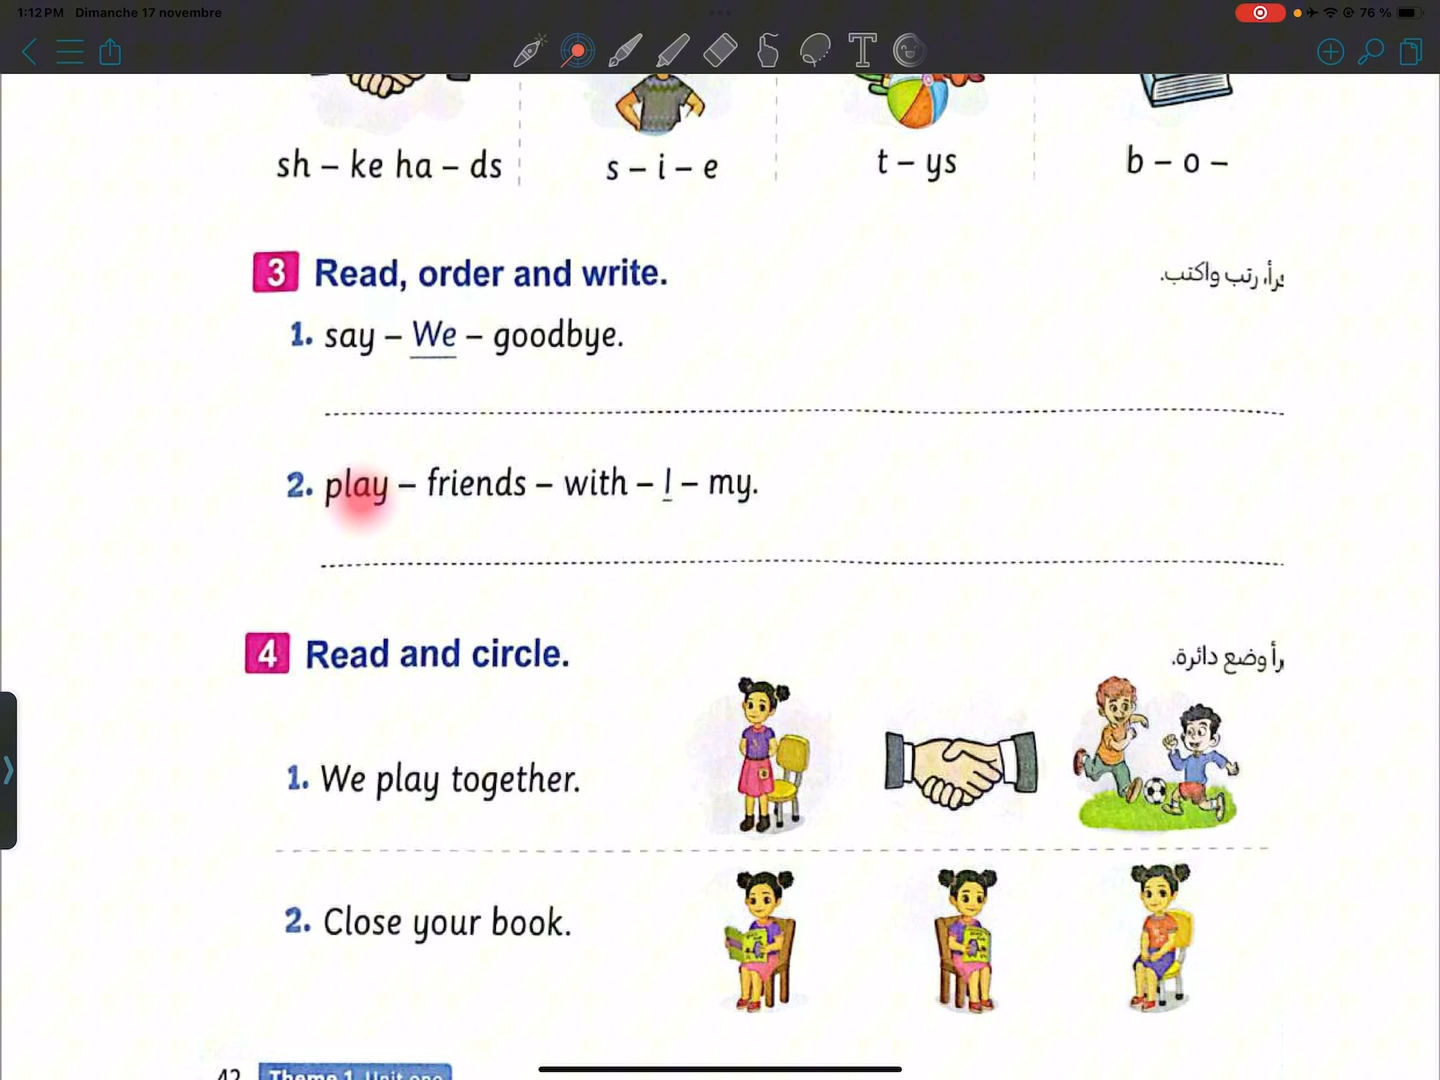 1:12 PM Dimanche 17 novembre
76 %
T
sh – ke ha – ds
s – i – e
t – ys
b – o –
3 Read, order and write.
رتب واكتب.
1. say – We – goodbye.
2. play – friends – with – I – my.
4 Read and circle.
وضع دائرة.
1. We play together.
2. Close your book.
42 Theme 1 Unit one